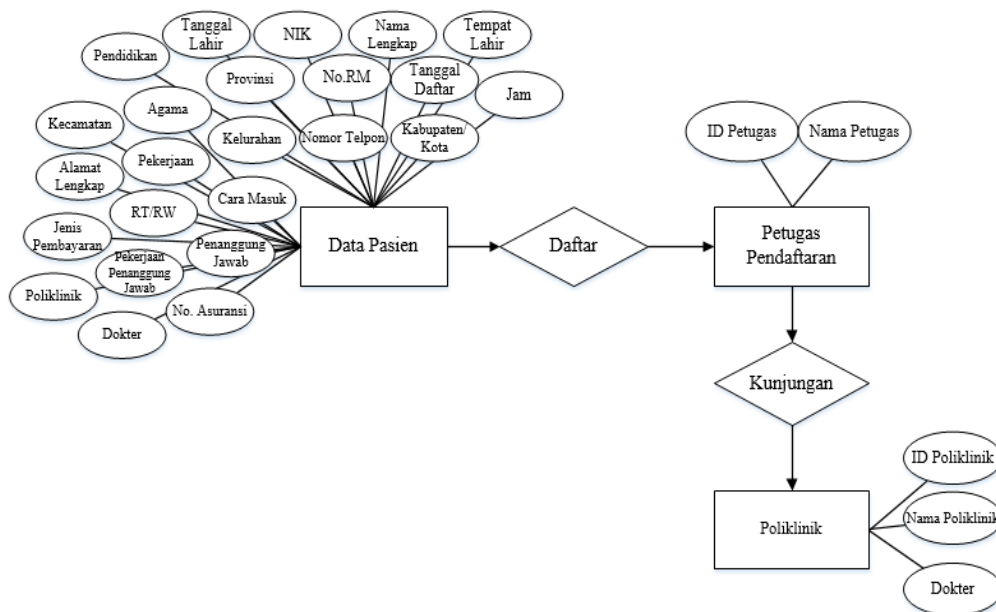 Tanggal
Lahir
NIK
Nama
Lengkap
Tempat
Lahir
Pendidikan
Provinsi
No.RM
Tanggal
Daftar
Jam
Agama
Kecamatan
Kelurahan
Nomor Telpon
Kabupaten/
Kota
ID Petugas
Nama Petugas
Pekerjaan
Alamat
Lengkap
Cara Masuk
RT/RW
Jenis
Pembayaran
Penanggung
Jawab
Pekerjaan
Penanggung
Jawab
Poliklinik
No. Asuransi
Dokter
Data Pasien
Daftar
Petugas
Pendaftaran
Kunjungan
ID Poliklinik
Nama Poliklinik
Poliklinik
Dokter